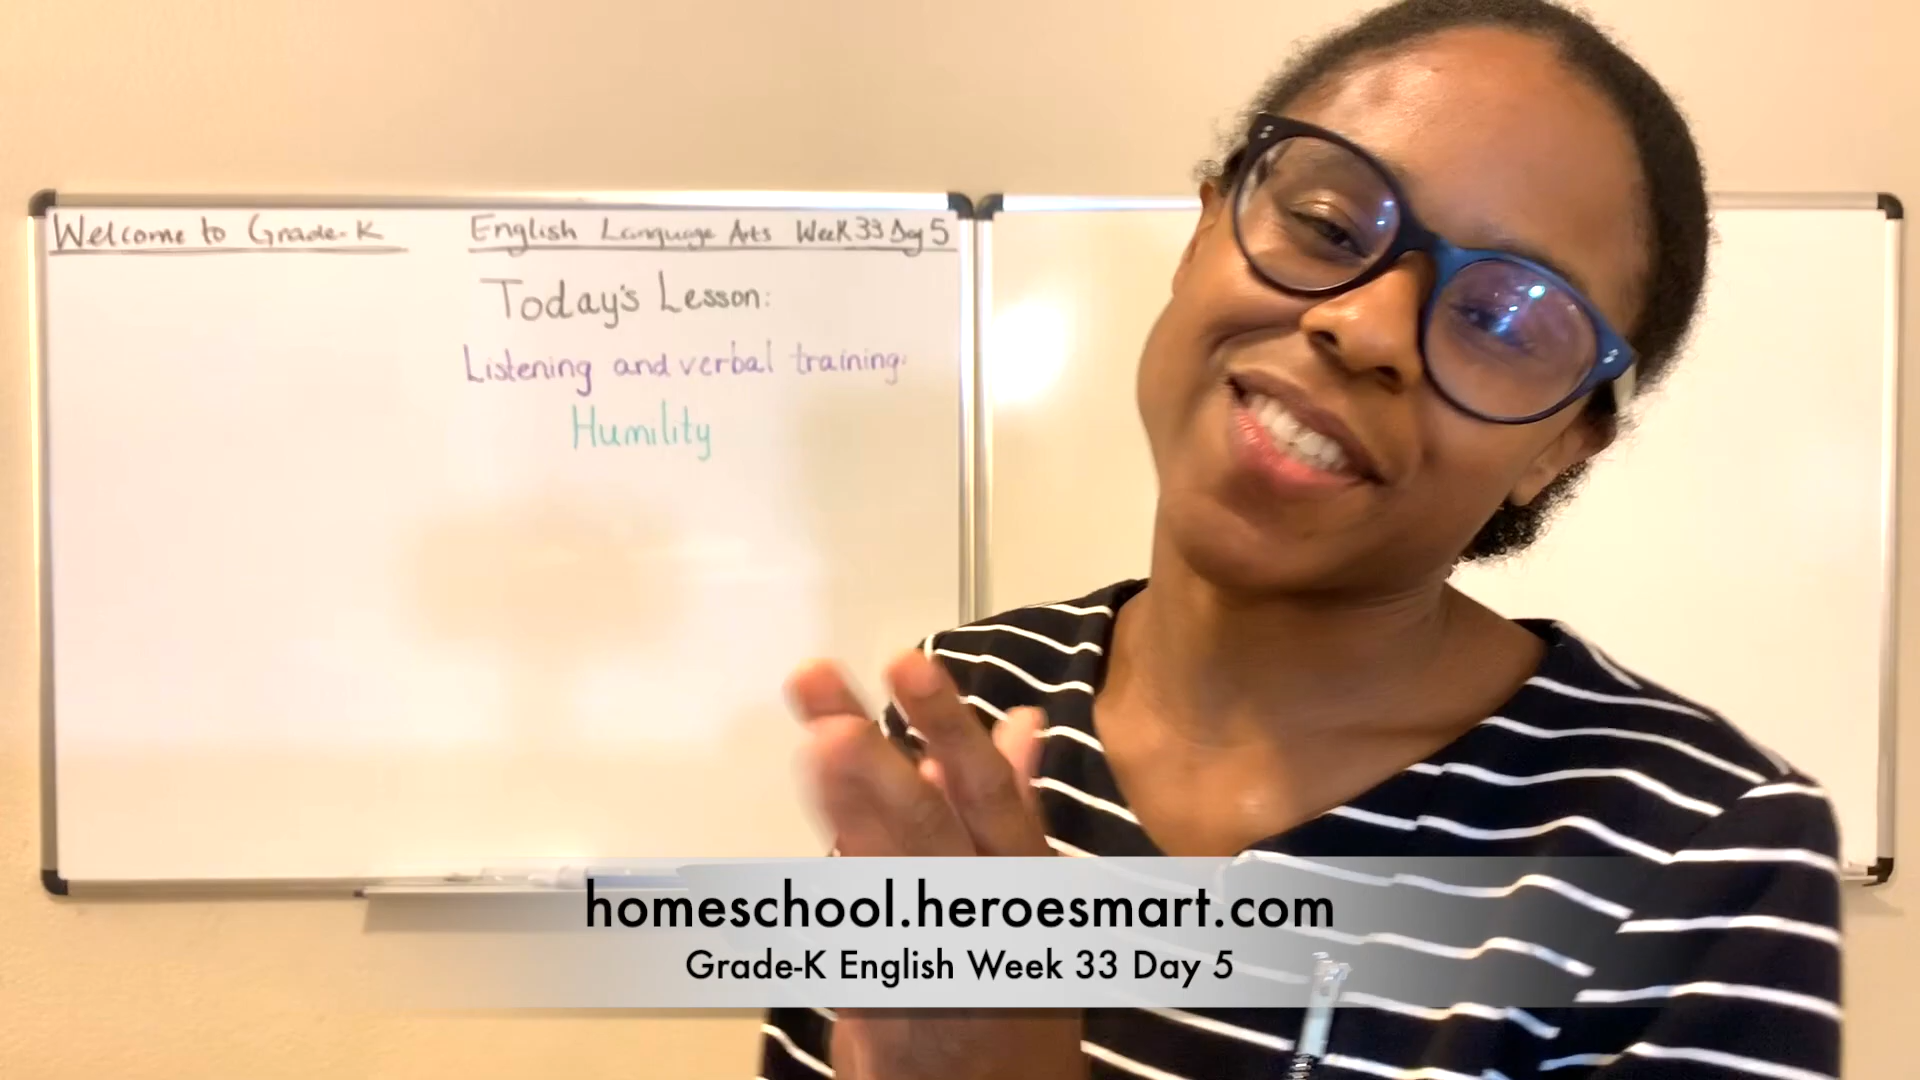 Welcome to Grade-K
English Language Arts Week 33 Day 5
Today's Lesson:
Listening and verbal training.
Humility
homeschool.heroesmart.com
Grade-K English Week 33 Day 5